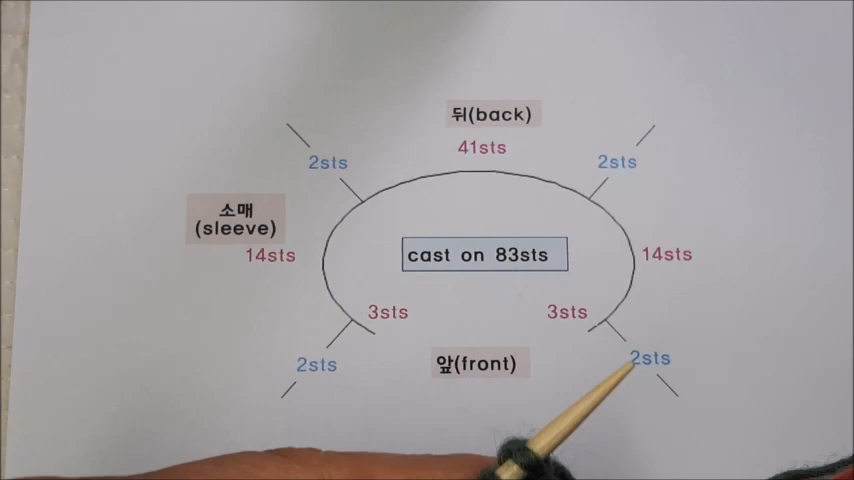 뒤(back)
41sts
2sts
2sts
소매
(sleeve)
14sts
cast on 83sts
14sts
3sts
3sts
2sts
앞(front)
2sts